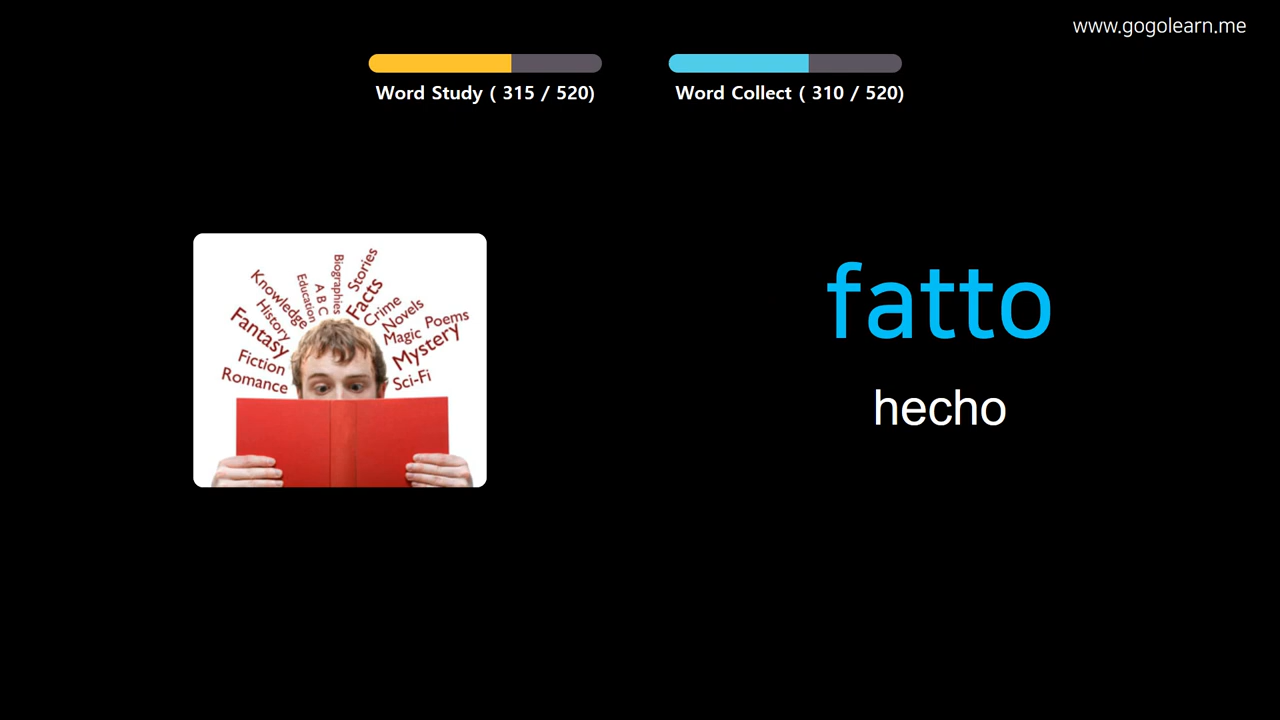 www.gogolearn.me
Word Study ( 315 / 520)
Word Collect ( 310 / 520)
Knowledge
History
Fantasy
Fiction
Romance
Education
A B C
Biographies
Stories
Facts
Crime
Novels
Magic
Poems
Mystery
Sci-Fi
fatto
hecho